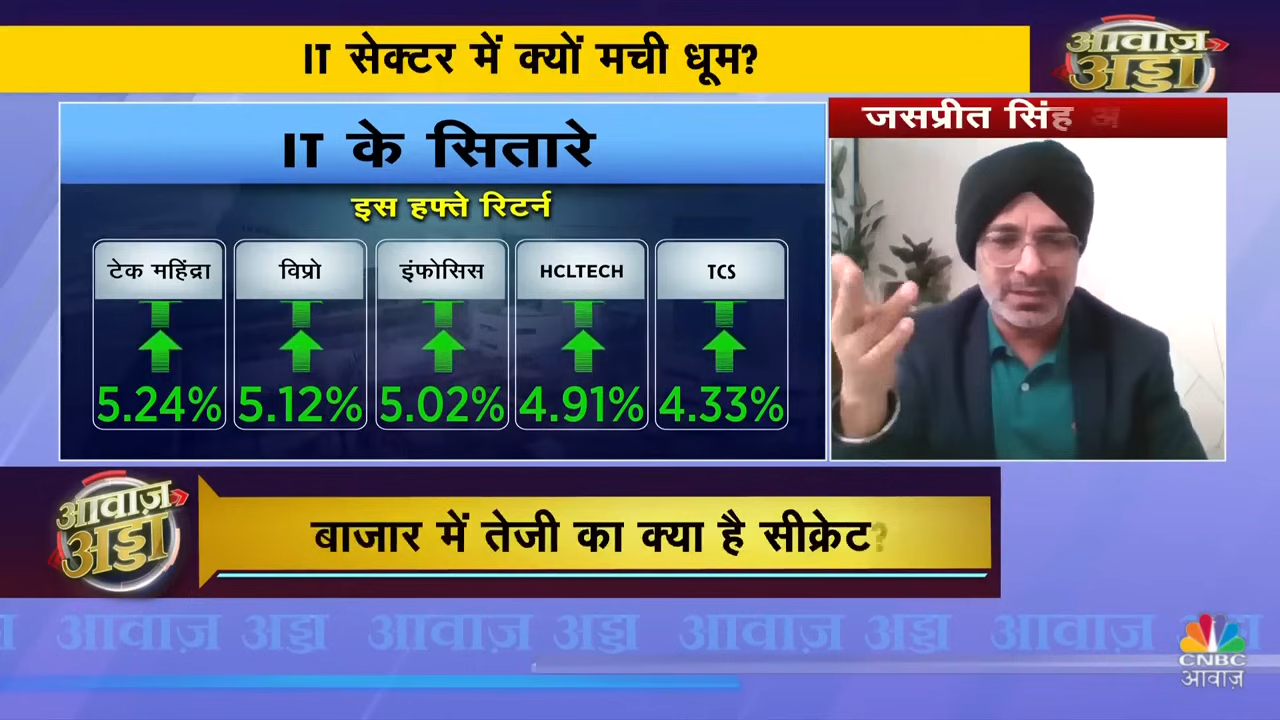 IT सेक्टर में क्यों मची धूम?
आवाज़
अड्डा
जसप्रीत सिंह
IT के सितारे
इस हफ्ते रिटर्न
टेक महिंद्रा विप्रो इंफोसिस HCLTECH TCS
5.24% 5.12% 5.02% 4.91% 4.33%
आवाज़
अड्डा
बाजार में तेजी का क्या है सीक्रेट?
आवाज़ अड्डा आवाज़ अड्डा आवाज़ अड्डा आवाज़
CNBC
आवाज़